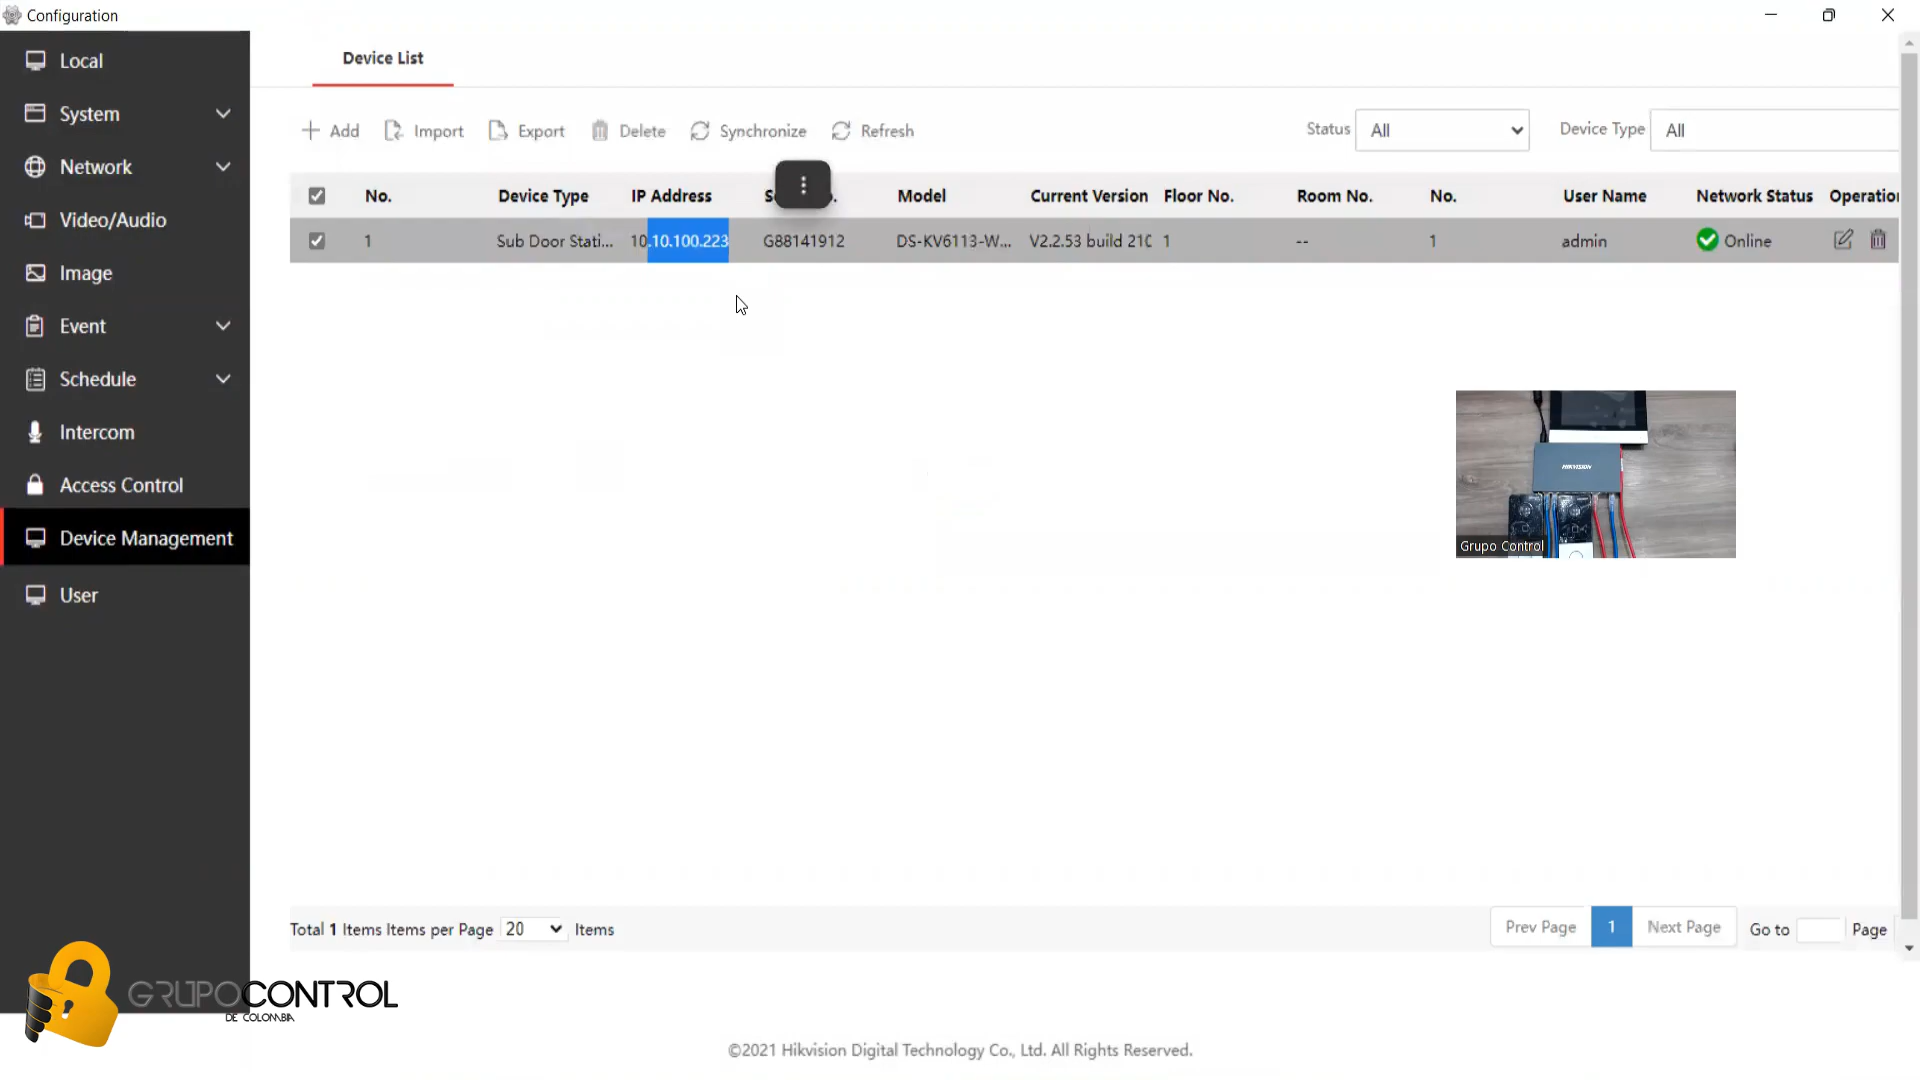 Configuration
Local
System
Network
Video/Audio
Image
Event
Schedule
Intercom
Access Control
Device Management
User
Device List
Add Import Export Delete Synchronize Refresh
Status All Device Type All
No. Device Type IP Address Model Current Version Floor No. Room No. No. User Name Network Status Operation
1 Sub Door Stati... 10.10.100.223 G88141912 DS-KV6113-W... V2.2.53 build 210 1 -- 1 admin Online
HIKVISION
Grupo Control
Total 1 Items Items per Page 20 Items
Prev Page 1 Next Page Go to Page
GRUPOCONTROL
DE COLOMBIA
©2021 Hikvision Digital Technology Co., Ltd. All Rights Reserved.